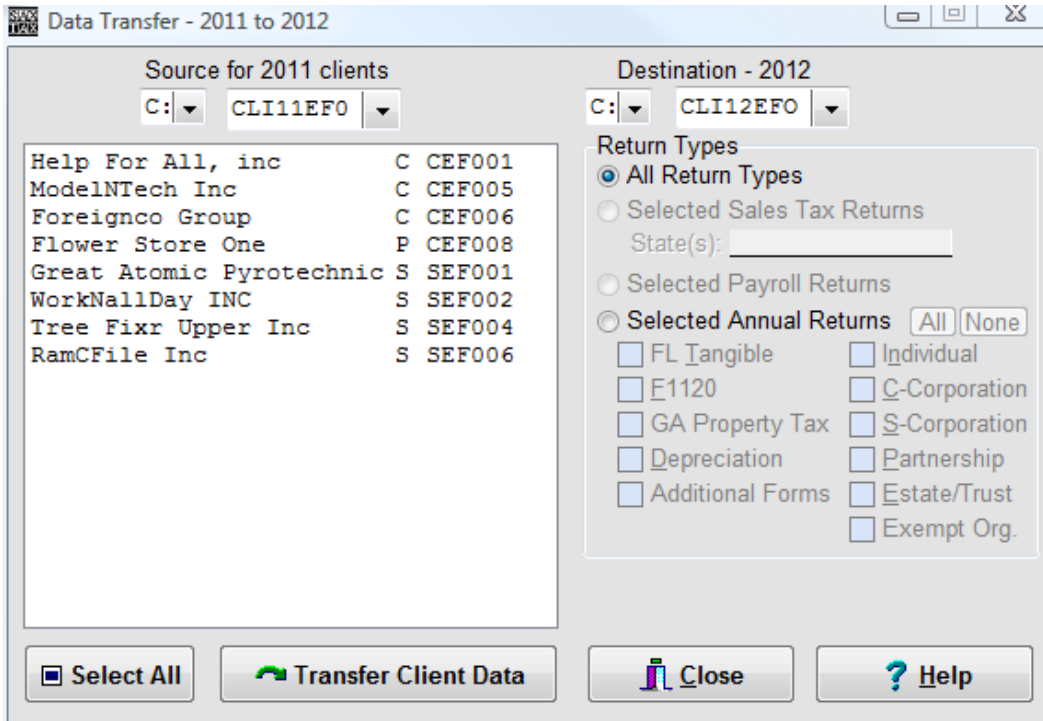 Data Transfer - 2011 to 2012
Source for 2011 clients
C: CLI11EF0
Destination - 2012
C: CLI12EFO
Help For All, inc C CEF001
ModelNTech Inc C CEF005
Foreignco Group C CEF006
Flower Store One P CEF008
Great Atomic Pyrotechnic S SEF001
WorkNallDay INC S SEF002
Tree Fixr Upper Inc S SEF004
RamCFile Inc S SEF006
Return Types
All Return Types
Selected Sales Tax Returns
State(s):
Selected Payroll Returns
Selected Annual Returns All None
FL Tangible Individual
F1120 C-Corporation
GA Property Tax S-Corporation
Depreciation Partnership
Additional Forms Estate/Trust
Exempt Org.
Select All Transfer Client Data Close ? Help